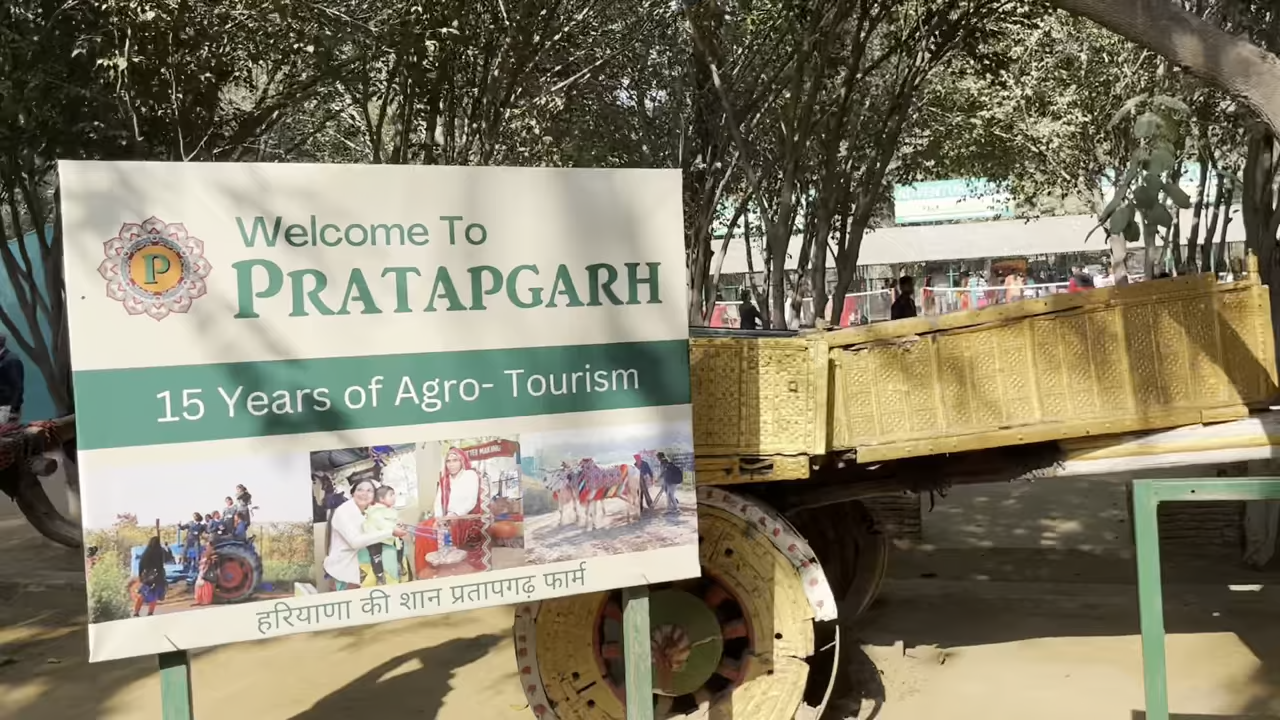 P
Welcome To
PRATAPGARH
15 Years of Agro- Tourism
हरियाणा की शान प्रतापगढ़ फार्म